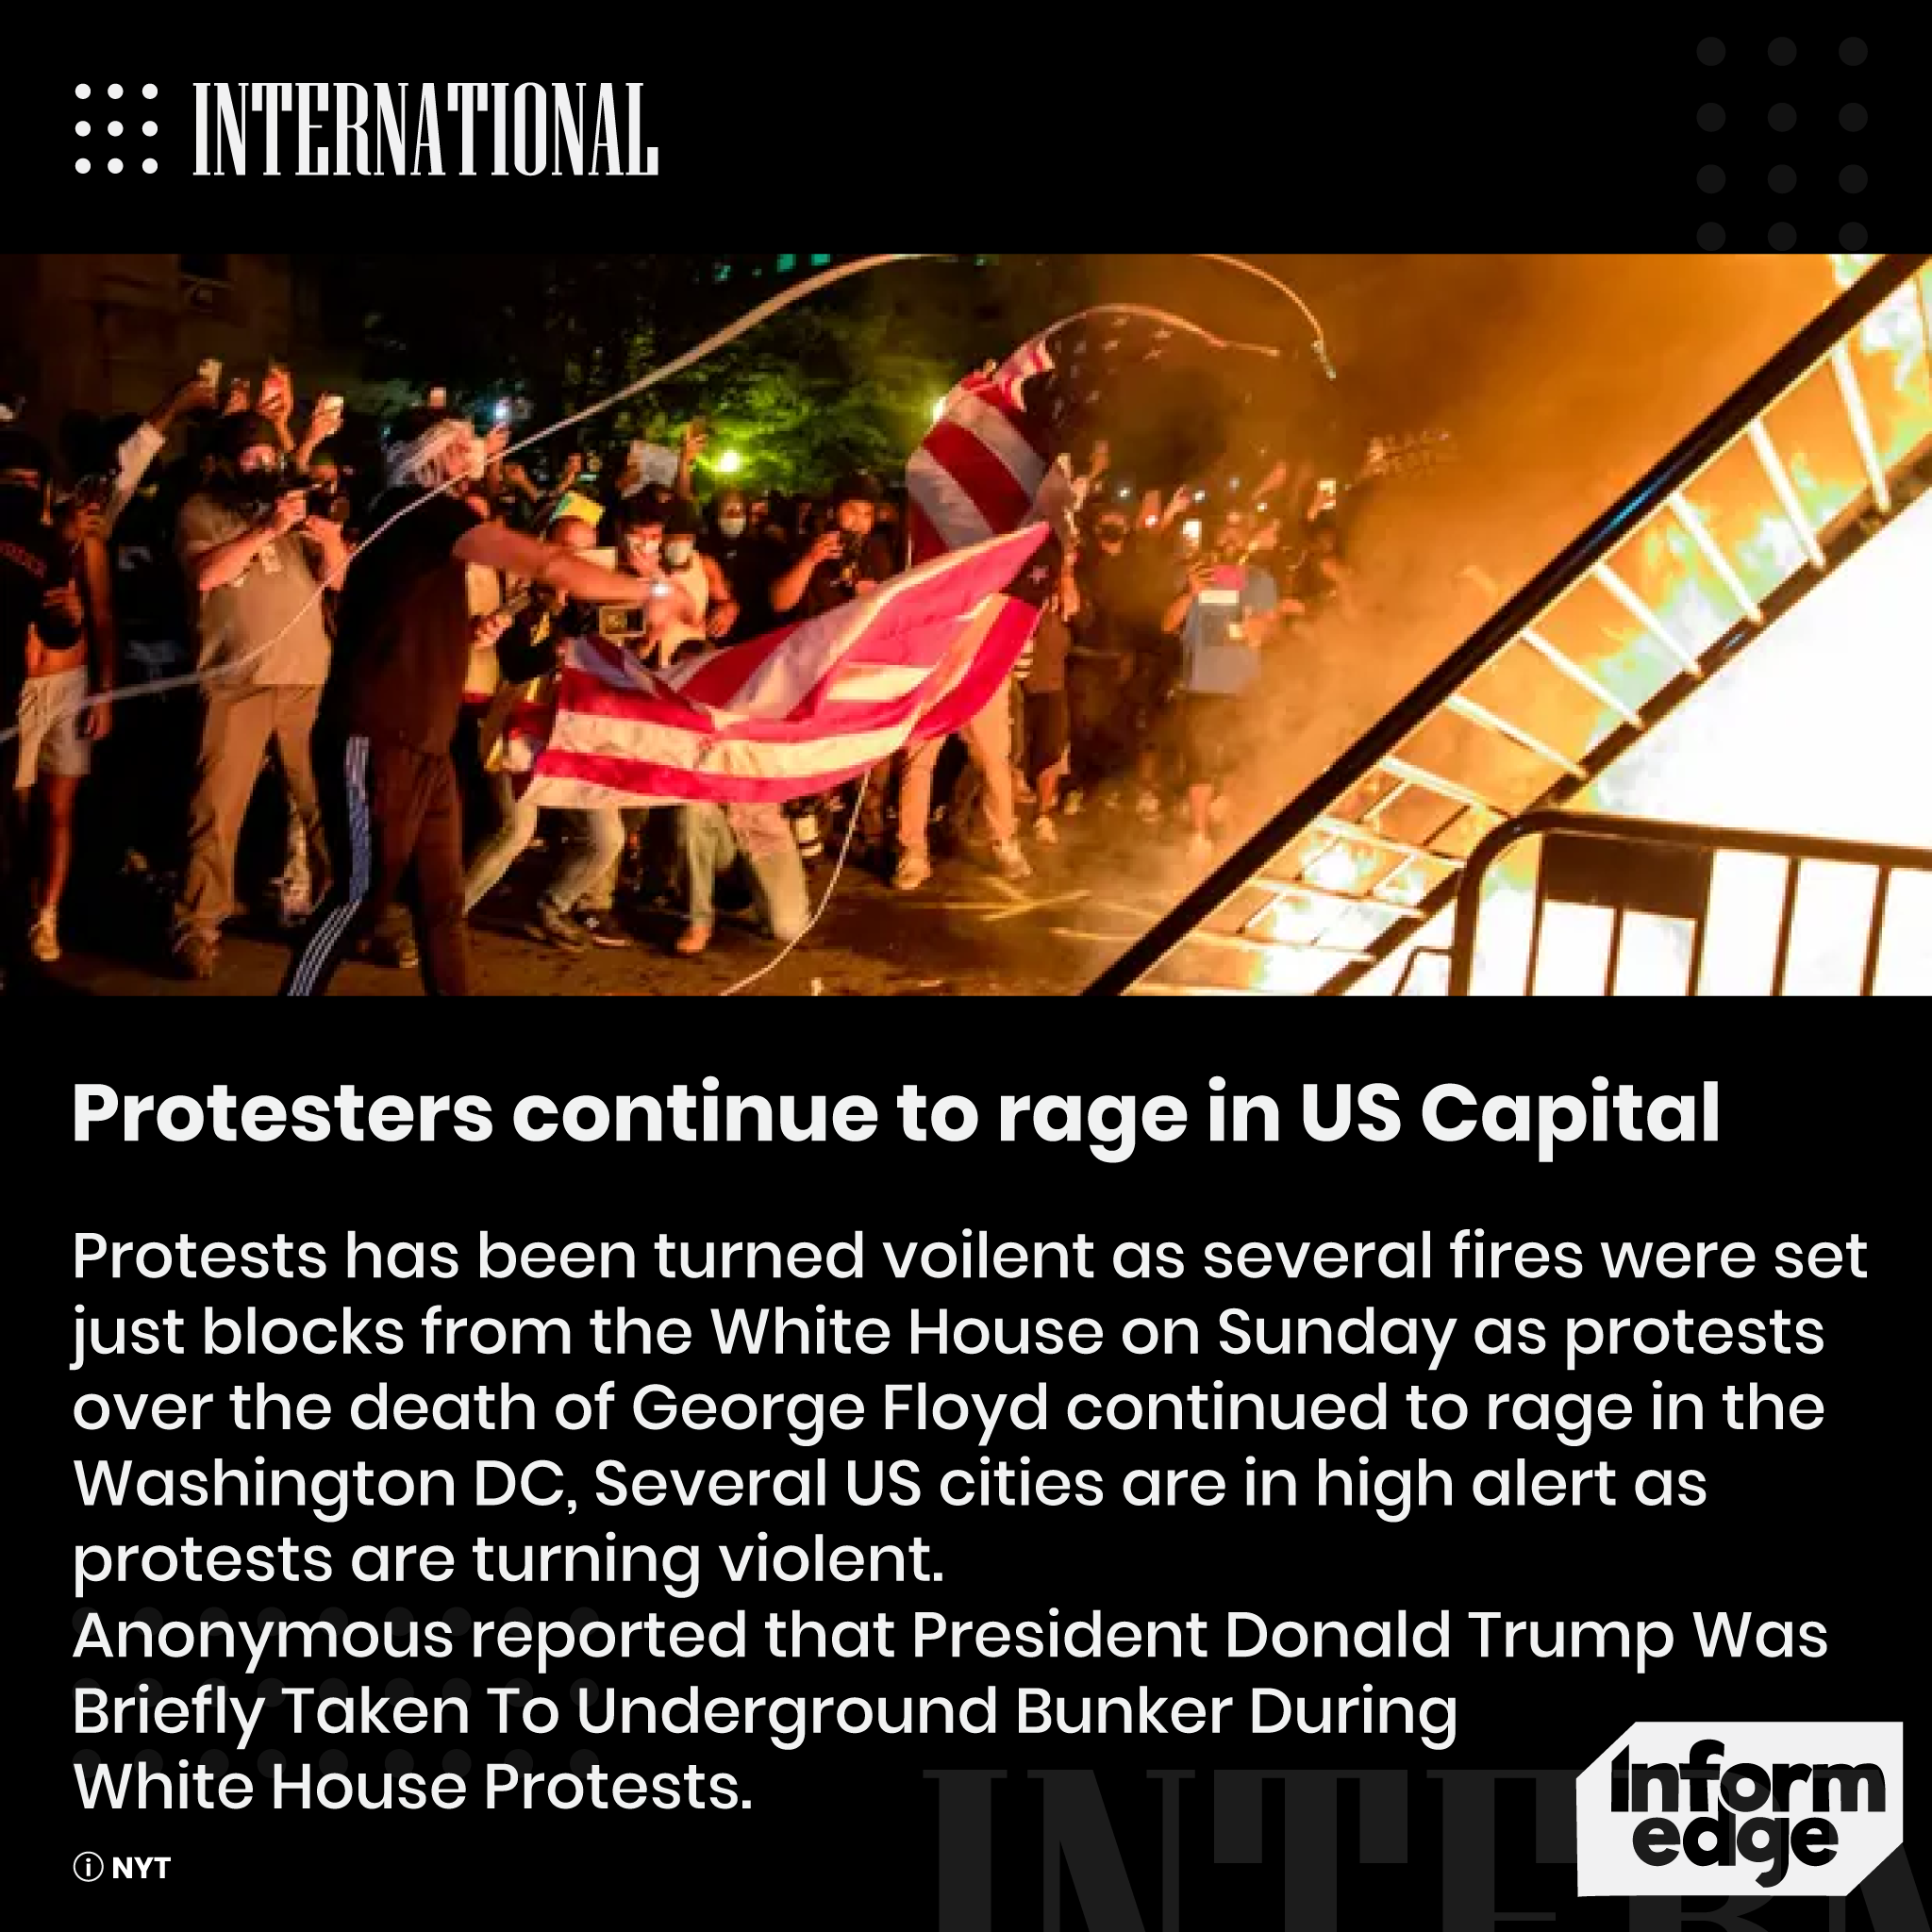 INTERNATIONAL
Protesters continue to rage in US Capital
Protests has been turned voilent as several fires were set
just blocks from the White House on Sunday as protests
over the death of George Floyd continued to rage in the
Washington DC, Several US cities are in high alert as
protests are turning violent.
Anonymous reported that President Donald Trump Was
Briefly Taken To Underground Bunker During
White House Protests.
NYT
Inform
edge
INTERNA